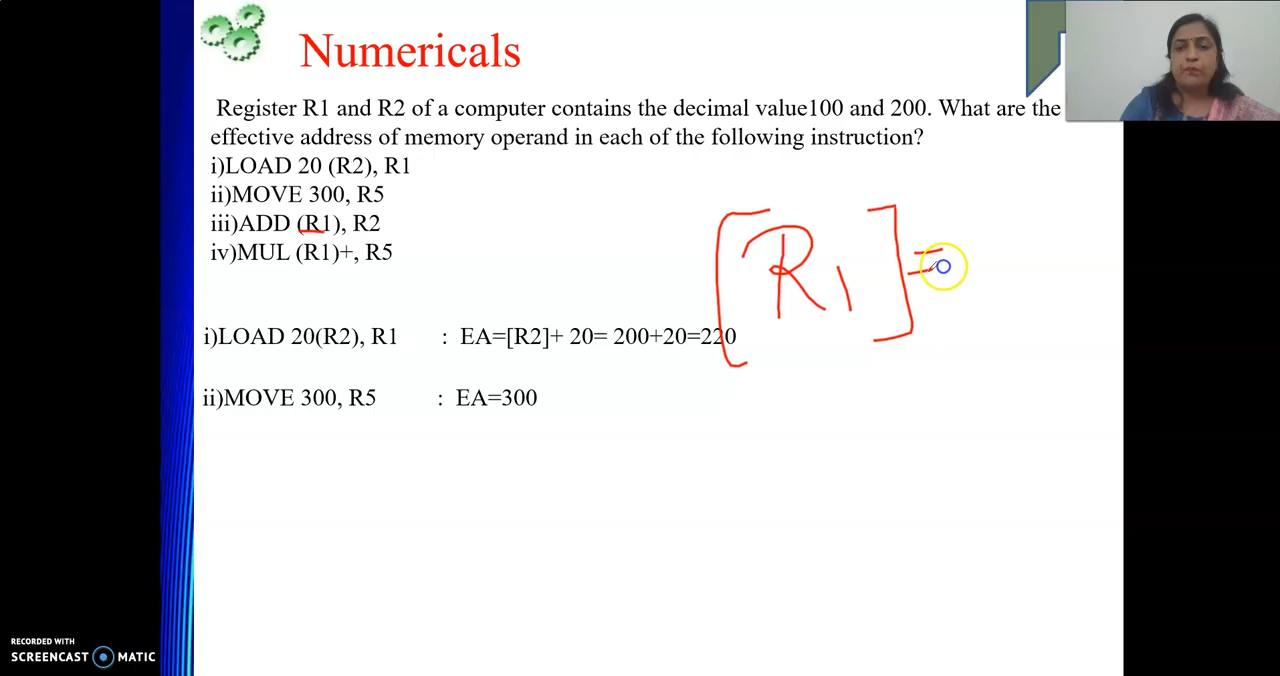 Numericals
Register R1 and R2 of a computer contains the decimal value100 and 200. What are the
effective address of memory operand in each of the following instruction?
i)LOAD 20 (R2), R1
ii)MOVE 300, R5
iii)ADD (R1), R2
iv)MUL (R1)+, R5
[R1]=
i)LOAD 20(R2), R1 : EA=[R2]+ 20= 200+20=220
ii)MOVE 300, R5 : EA=300
RECORDED WITH
SCREENCAST MATIC